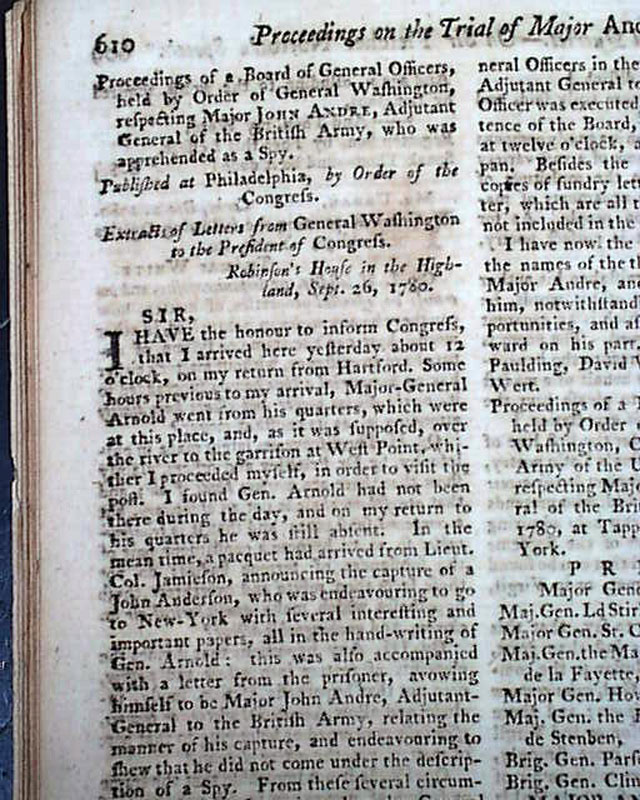 610
Proceedings on the Trial of Major And
Proceedings of a Board of General Officers,
held by Order of General Waſhington,
reſpecting Major JOHN ANDRE, Adjutant
General of the Britiſh Army, who was
apprehended as a Spy.
Publiſhed at Philadelphia, by Order of the
Congreſs.
Extracts of Letters from General Waſhington
to the Preſident of Congreſs.
Robinſon's Houſe in the High-
land, Sept. 26, 1780.
SIR,
I HAVE the honour to inform Congreſs,
that I arrived here yeſterday about 12
o'clock, on my return from Hartford. Some
hours previous to my arrival, Major-General
Arnold went from his quarters, which were
at this place, and, as it was ſuppoſed, over
the river to the garriſon at Weſt Point, whi-
ther I proceeded myſelf, in order to viſit the
poſt. I found Gen. Arnold had not been
there during the day, and on my return to
his quarters he was ſtill abſent. In the
mean time, a pacquet had arrived from Lieut.
Col. Jamieſon, announcing the capture of a
John Anderſon, who was endeavouring to go
to New-York with ſeveral intereſting and
important papers, all in the hand-writing of
Gen. Arnold: this was alſo accompanied
with a letter from the priſoner, avowing
himſelf to be Major John Andre, Adjutant-
General to the Britiſh Army, relating the
manner of his capture, and endeavouring to
ſhew that he did not come under the deſcrip-
tion of a Spy. From theſe ſeveral circum-
neral Officers in the
Adjutant General to
Officer was executed
tence of the Board,
at twelve o'clock, a
pan. Beſides the
copies of ſundry lett
ter, which are all t
not included in the
I have now the
the names of the th
Major Andre, and
him, notwithſtand
portunities, and aſ
ward on his part.
Paulding, David W
Wert.
Proceedings of a
held by Order
Waſhington, C
Army of the U
reſpecting Majo
ral of the Brit
1780, at Tapp
York.
P R
Major Gene
Maj. Gen. Ld Stir
Major Gen. St. C
Maj. Gen. the Ma
de la Fayette,
Major Gen. Ho
Maj. Gen. the
de Stenben,
Brig. Gen. Parſ
Brig. Gen. Clin